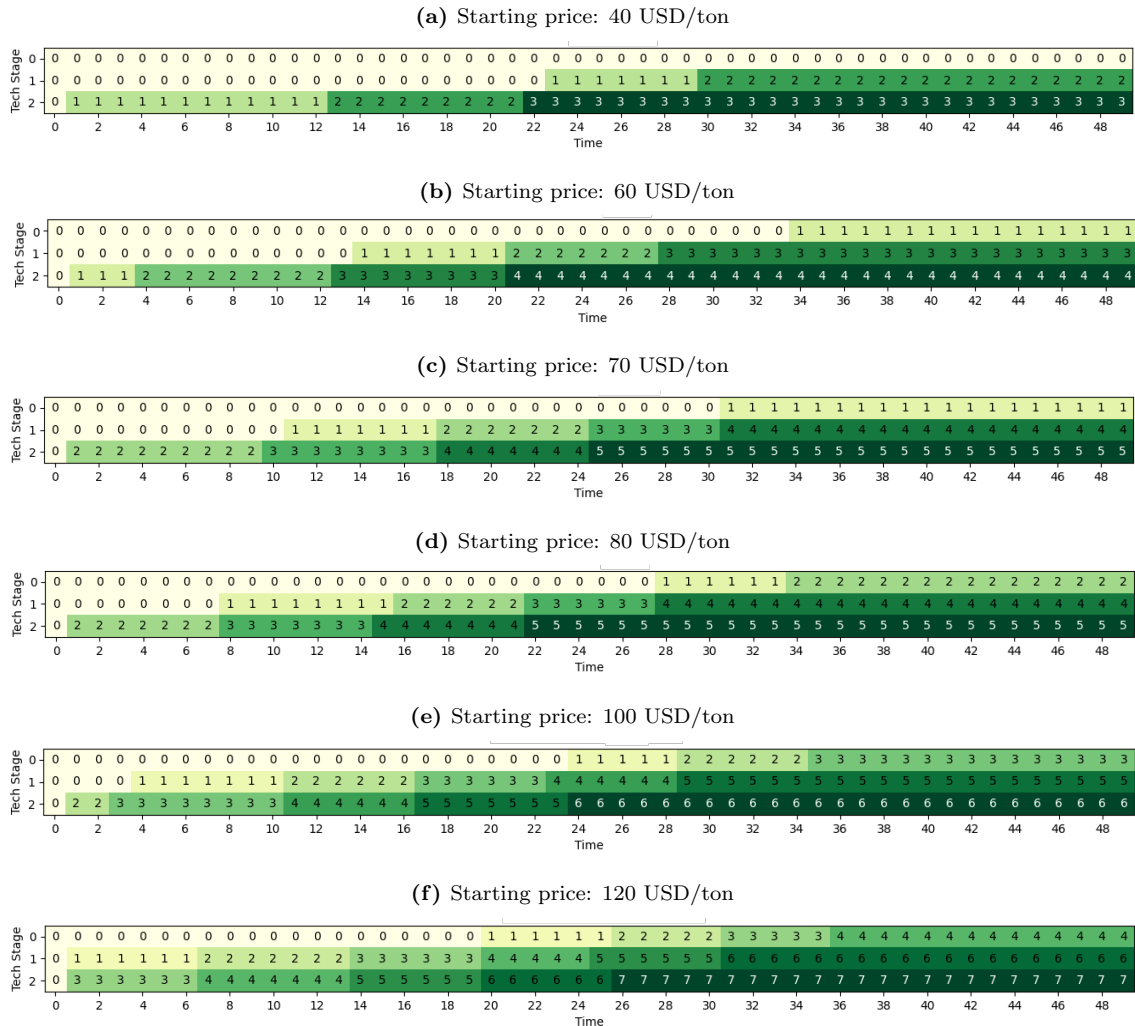 (a) Starting price: 40 USD/ton
0 0 0 0 0 0 0 0 0 0 0 0 0 0 0 0 0 0 0 0 0 0 0 0 0 0 0 0 0 0 0 0 0 0 0 0 0 0 0 0 0 0 0 0 0 0 0 0 0 0 0
Tech Stage
1 0 0 0 0 0 0 0 0 0 0 0 0 0 0 0 0 0 0 0 0 0 0 0 1 1 1 1 1 1 1 2 2 2 2 2 2 2 2 2 2 2 2 2 2 2 2 2 2 2 2
2 0 1 1 1 1 1 1 1 1 1 1 1 1 2 2 2 2 2 2 2 2 2 3 3 3 3 3 3 3 3 3 3 3 3 3 3 3 3 3 3 3 3 3 3 3 3 3 3 3 3
0 2 4 6 8 10 12 14 16 18 20 22 24 26 28 30 32 34 36 38 40 42 44 46 48
Time
(b) Starting price: 60 USD/ton
0 0 0 0 0 0 0 0 0 0 0 0 0 0 0 0 0 0 0 0 0 0 0 0 0 0 0 0 0 0 0 0 0 0 0 1 1 1 1 1 1 1 1 1 1 1 1 1 1 1 1
Tech Stage
1 0 0 0 0 0 0 0 0 0 0 0 0 0 0 1 1 1 1 1 1 1 2 2 2 2 2 2 2 3 3 3 3 3 3 3 3 3 3 3 3 3 3 3 3 3 3 3 3 3 3
2 0 1 1 1 2 2 2 2 2 2 2 2 2 3 3 3 3 3 3 3 3 4 4 4 4 4 4 4 4 4 4 4 4 4 4 4 4 4 4 4 4 4 4 4 4 4 4 4 4 4
0 2 4 6 8 10 12 14 16 18 20 22 24 26 28 30 32 34 36 38 40 42 44 46 48
Time
(c) Starting price: 70 USD/ton
0 0 0 0 0 0 0 0 0 0 0 0 0 0 0 0 0 0 0 0 0 0 0 0 0 0 0 0 0 0 0 0 1 1 1 1 1 1 1 1 1 1 1 1 1 1 1 1 1 1 1
Tech Stage
1 0 0 0 0 0 0 0 0 0 0 0 1 1 1 1 1 1 1 2 2 2 2 2 2 2 3 3 3 3 3 3 4 4 4 4 4 4 4 4 4 4 4 4 4 4 4 4 4 4 4
2 0 2 2 2 2 2 2 2 2 2 3 3 3 3 3 3 3 3 4 4 4 4 4 4 4 5 5 5 5 5 5 5 5 5 5 5 5 5 5 5 5 5 5 5 5 5 5 5 5 5
0 2 4 6 8 10 12 14 16 18 20 22 24 26 28 30 32 34 36 38 40 42 44 46 48
Time
(d) Starting price: 80 USD/ton
0 0 0 0 0 0 0 0 0 0 0 0 0 0 0 0 0 0 0 0 0 0 0 0 0 0 0 0 0 1 1 1 1 1 1 2 2 2 2 2 2 2 2 2 2 2 2 2 2 2 2
Tech Stage
1 0 0 0 0 0 0 0 0 1 1 1 1 1 1 1 1 2 2 2 2 2 2 3 3 3 3 3 3 4 4 4 4 4 4 4 4 4 4 4 4 4 4 4 4 4 4 4 4 4 4
2 0 2 2 2 2 2 2 2 3 3 3 3 3 3 3 4 4 4 4 4 4 4 5 5 5 5 5 5 5 5 5 5 5 5 5 5 5 5 5 5 5 5 5 5 5 5 5 5 5 5
0 2 4 6 8 10 12 14 16 18 20 22 24 26 28 30 32 34 36 38 40 42 44 46 48
Time
(e) Starting price: 100 USD/ton
0 0 0 0 0 0 0 0 0 0 0 0 0 0 0 0 0 0 0 0 0 0 0 0 0 1 1 1 1 1 2 2 2 2 2 2 3 3 3 3 3 3 3 3 3 3 3 3 3 3 3
Tech Stage
1 0 0 0 0 1 1 1 1 1 1 1 2 2 2 2 2 2 3 3 3 3 3 3 4 4 4 4 4 4 5 5 5 5 5 5 5 5 5 5 5 5 5 5 5 5 5 5 5 5 5
2 0 2 2 3 3 3 3 3 3 3 3 4 4 4 4 4 4 5 5 5 5 5 5 5 6 6 6 6 6 6 6 6 6 6 6 6 6 6 6 6 6 6 6 6 6 6 6 6 6 6
0 2 4 6 8 10 12 14 16 18 20 22 24 26 28 30 32 34 36 38 40 42 44 46 48
Time
(f) Starting price: 120 USD/ton
0 0 0 0 0 0 0 0 0 0 0 0 0 0 0 0 0 0 0 0 0 1 1 1 1 1 1 2 2 2 2 2 3 3 3 3 3 4 4 4 4 4 4 4 4 4 4 4 4 4 4
Tech Stage
1 0 1 1 1 1 1 1 2 2 2 2 2 2 2 3 3 3 3 3 3 4 4 4 4 4 5 5 5 5 5 5 6 6 6 6 6 6 6 6 6 6 6 6 6 6 6 6 6 6 6
2 0 3 3 3 3 3 3 4 4 4 4 4 4 4 5 5 5 5 5 5 6 6 6 6 6 6 7 7 7 7 7 7 7 7 7 7 7 7 7 7 7 7 7 7 7 7 7 7 7 7
0 2 4 6 8 10 12 14 16 18 20 22 24 26 28 30 32 34 36 38 40 42 44 46 48
Time